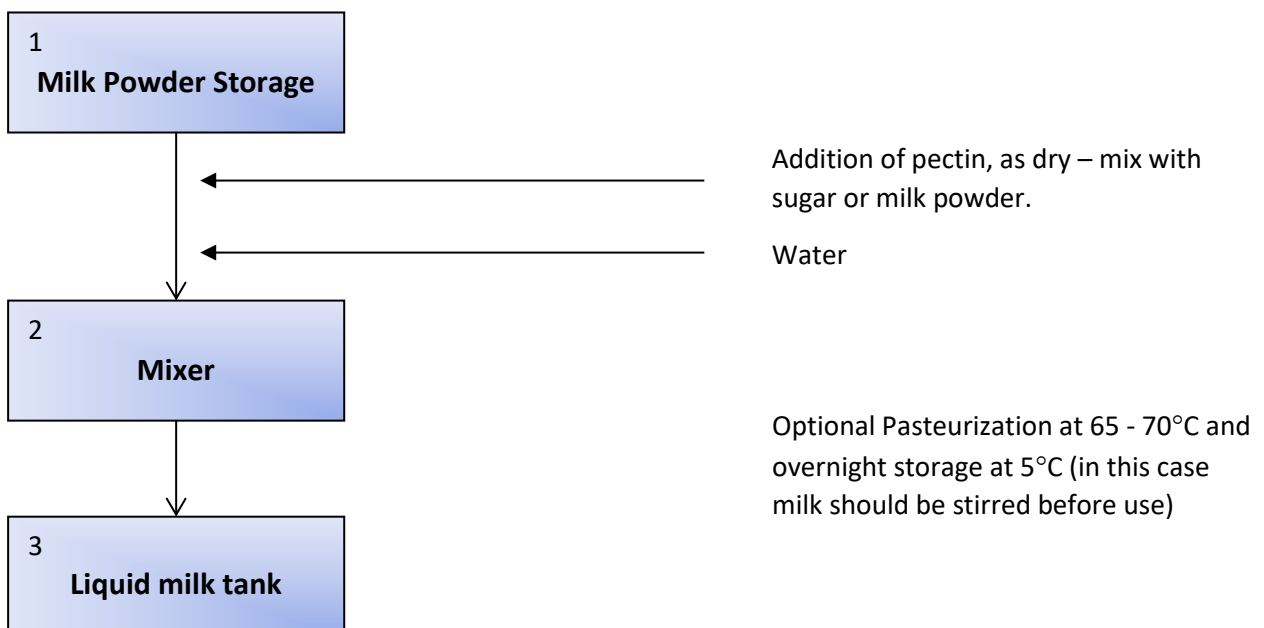 1
Milk Powder Storage
Addition of pectin, as dry – mix with
sugar or milk powder.
Water
2
Mixer
Optional Pasteurization at 65 - 70°C and
overnight storage at 5°C (in this case
milk should be stirred before use)
3
Liquid milk tank